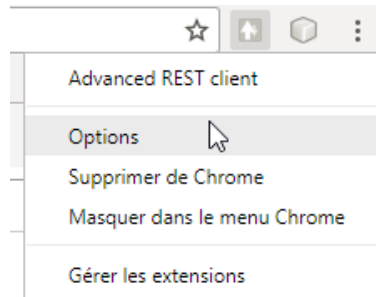 Advanced REST client
Options
Supprimer de Chrome
Masquer dans le menu Chrome
Gérer les extensions